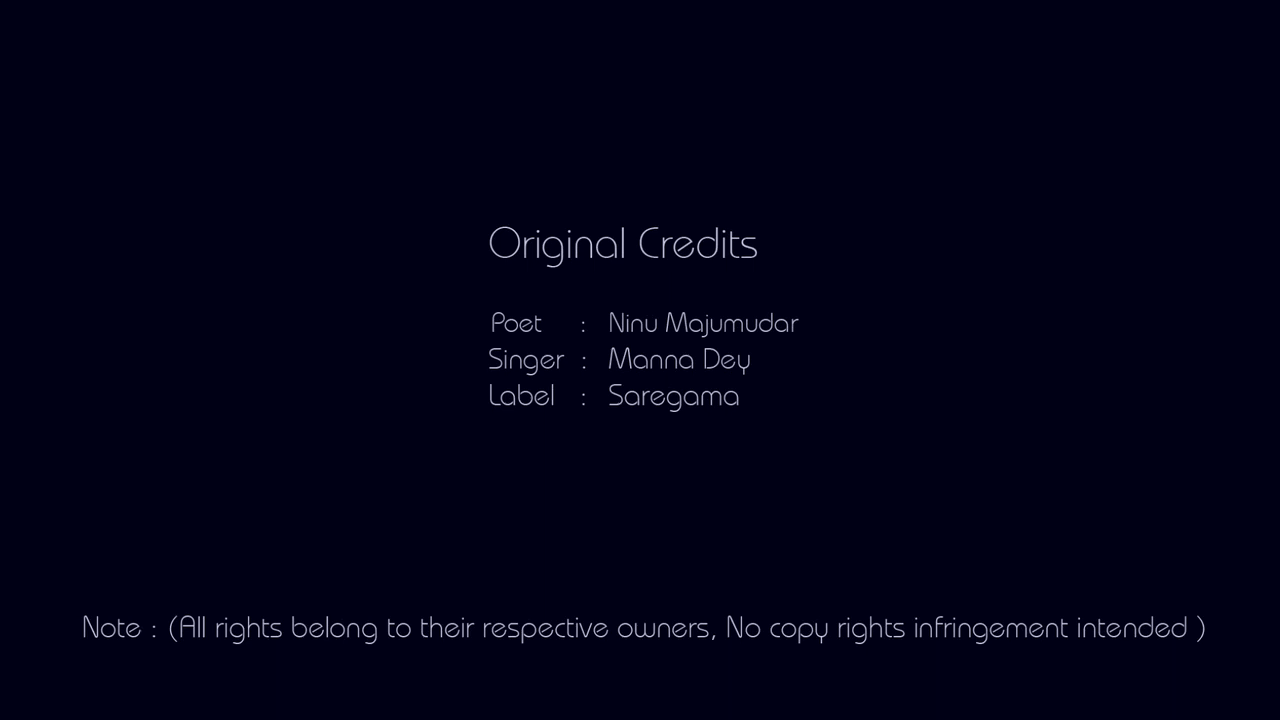 Original Credits
Poet : Ninu Majumudar
Singer : Manna Dey
Label : Saregama
Note : (All rights belong to their respective owners, No copy rights infringement intended )